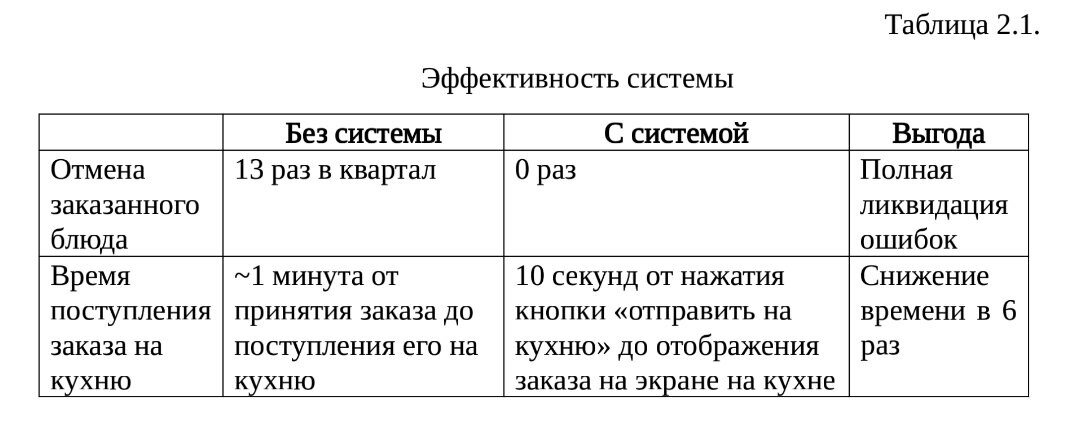 Таблица 2.1.
Эффективность системы
Без системы
С системой
Выгода
Отмена
заказанного
блюда
13 раз в квартал
0 раз
Полная
ликвидация
ошибок
Время
поступления
заказа на
кухню
~1 минута от
принятия заказа до
поступления его на
кухню
10 секунд от нажатия
кнопки «отправить на
кухню» до отображения
заказа на экране на кухне
Снижение
времени в 6
раз